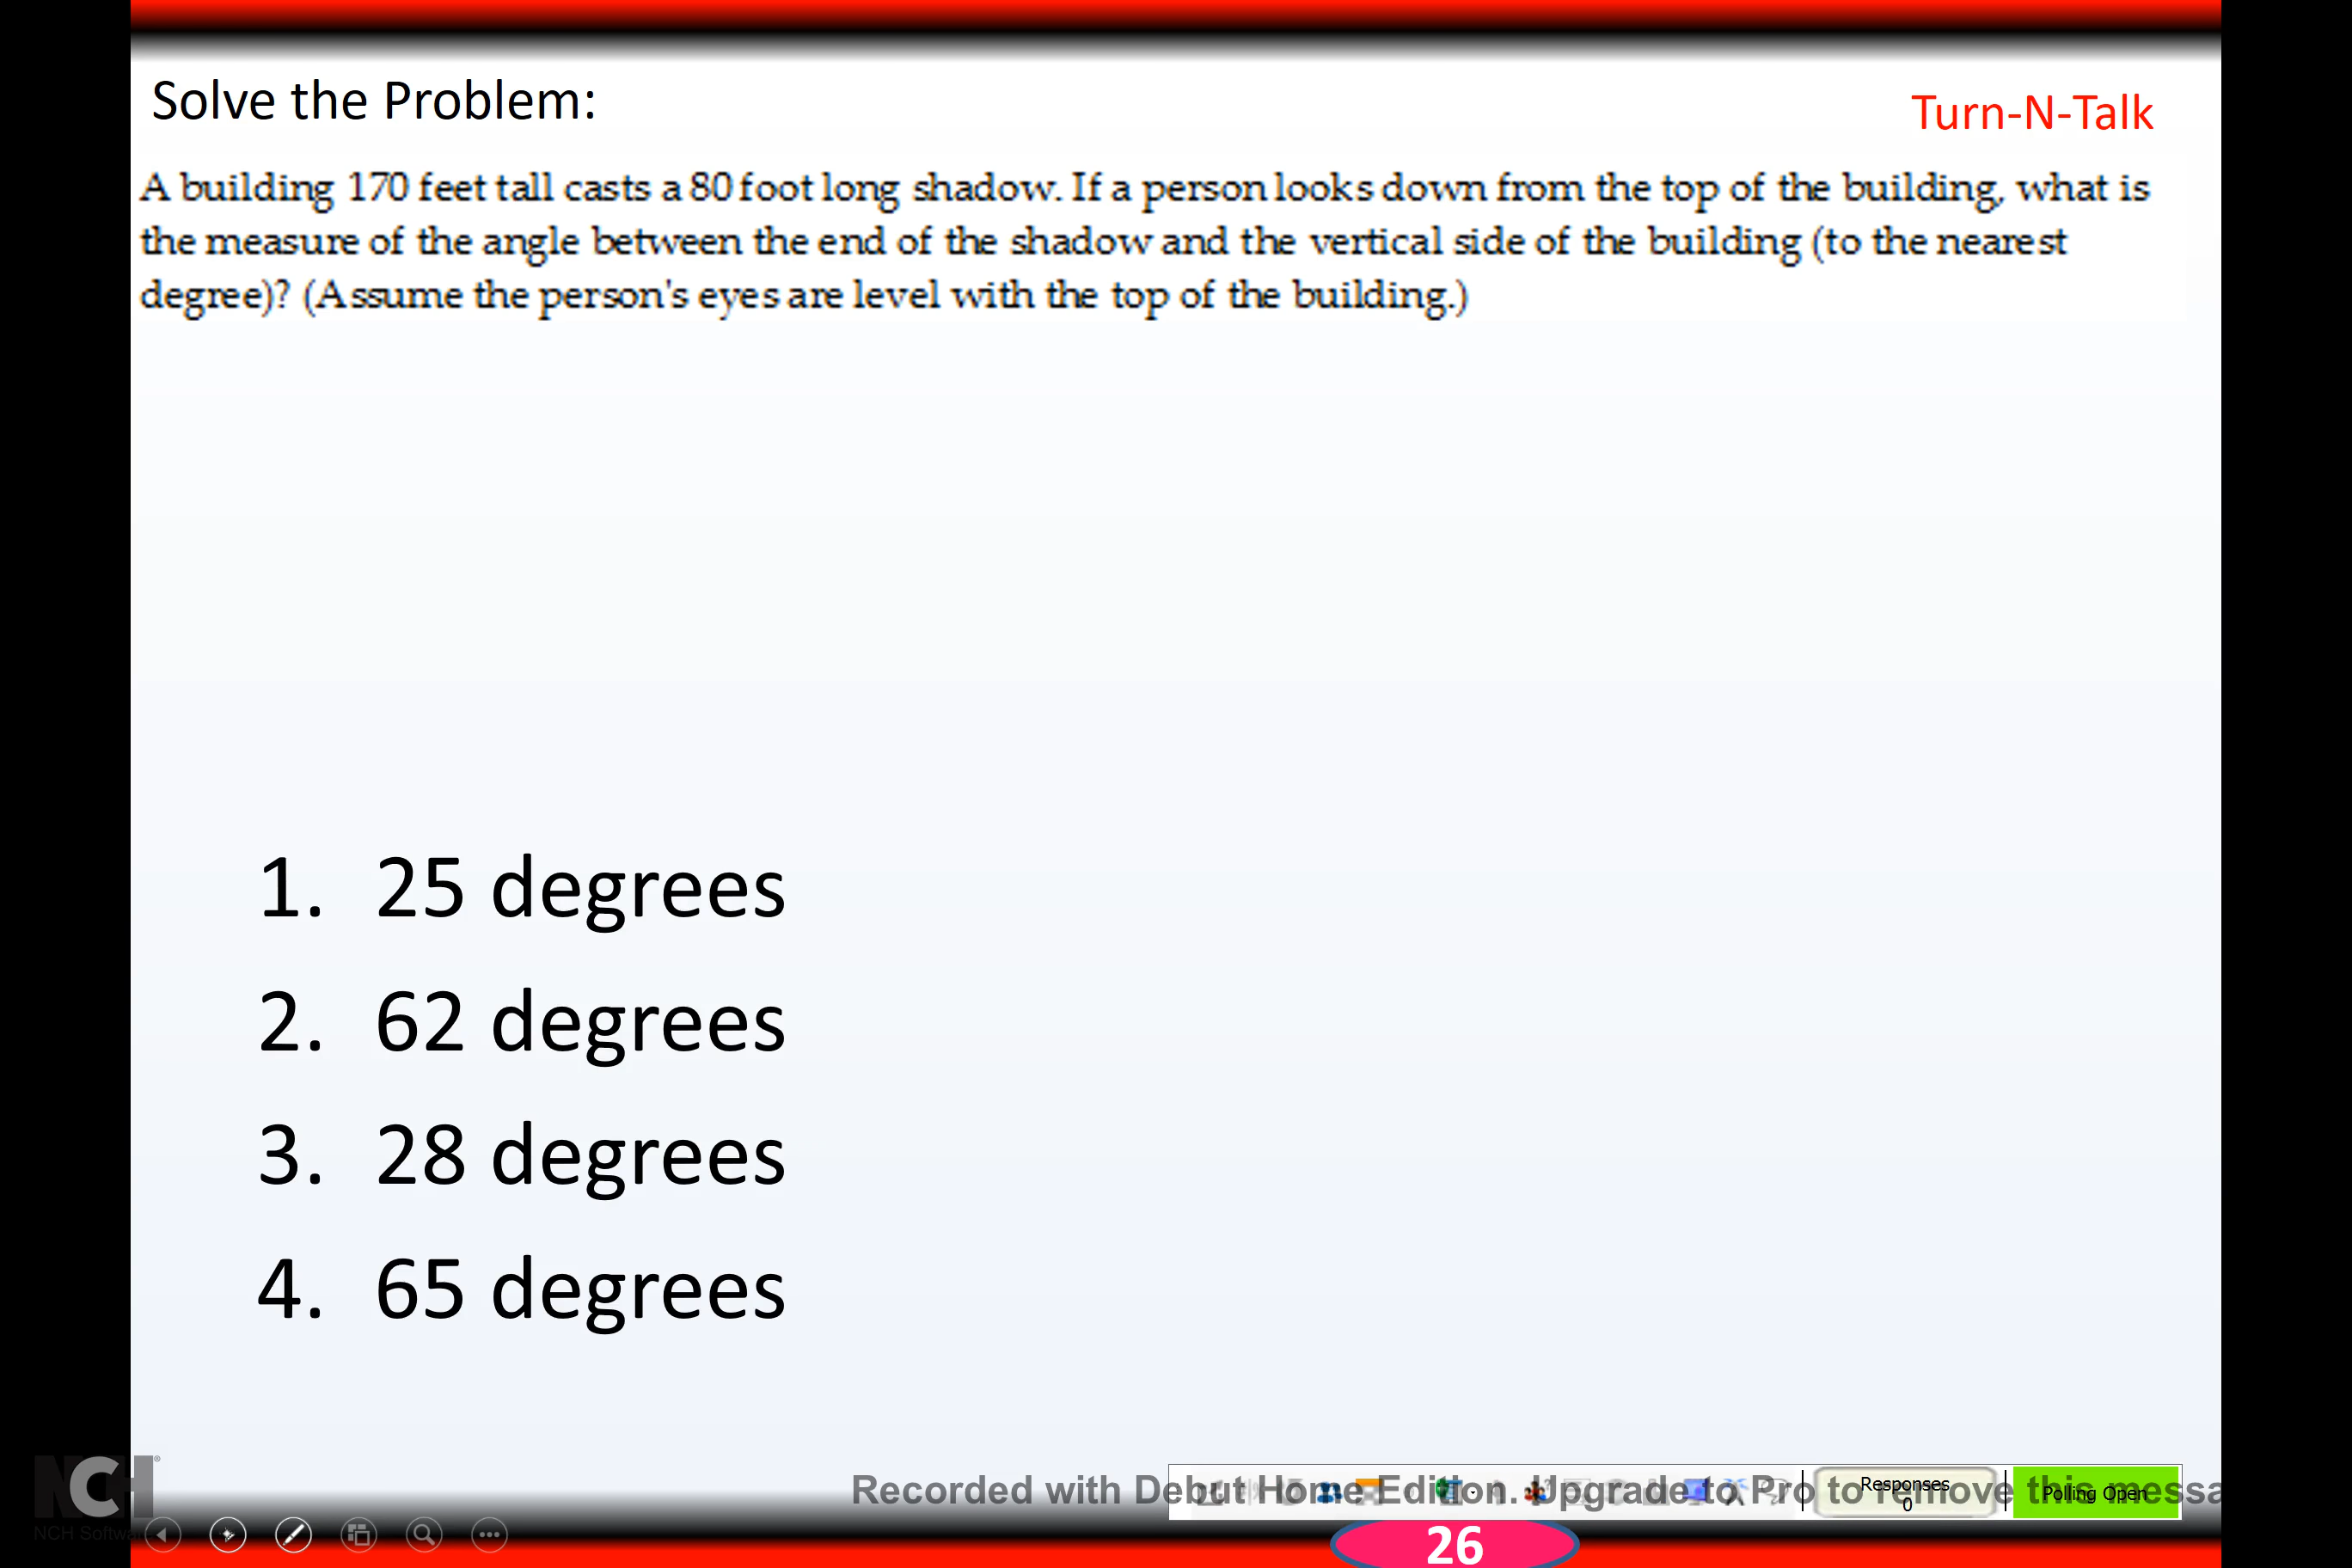 Solve the Problem:
Turn-N-Talk
A building 170 feet tall casts a 80 foot long shadow. If a person looks down from the top of the building, what is
the measure of the angle between the end of the shadow and the vertical side of the building (to the nearest
degree)? (Assume the person's eyes are level with the top of the building.)
1. 25 degrees
2. 62 degrees
3. 28 degrees
4. 65 degrees
Recorded with Debut Home Edition. Upgrade to Pro to remove this messa
Responses
0
Polling Open
NCH®
NCH Softwa
26